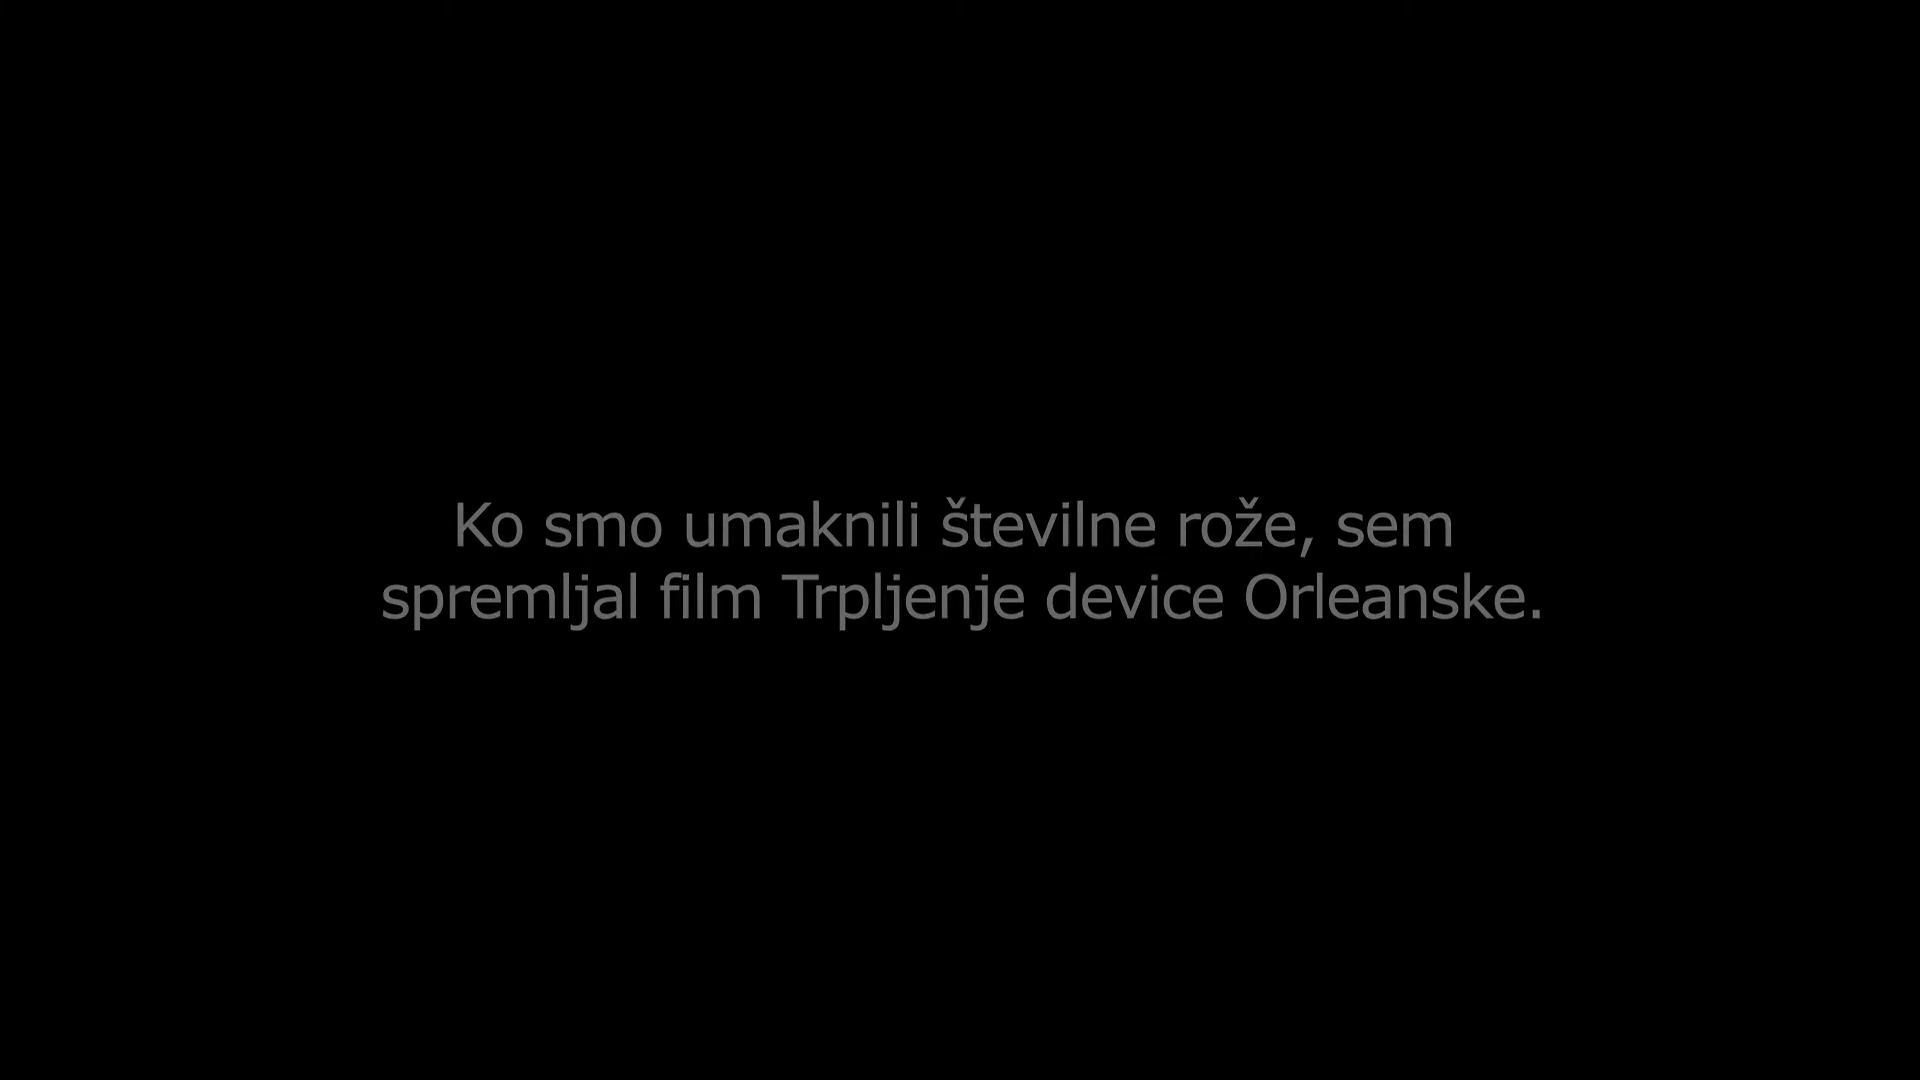 Ko smo umaknili številne rože, sem
spremljal film Trpljenje device Orleanske.